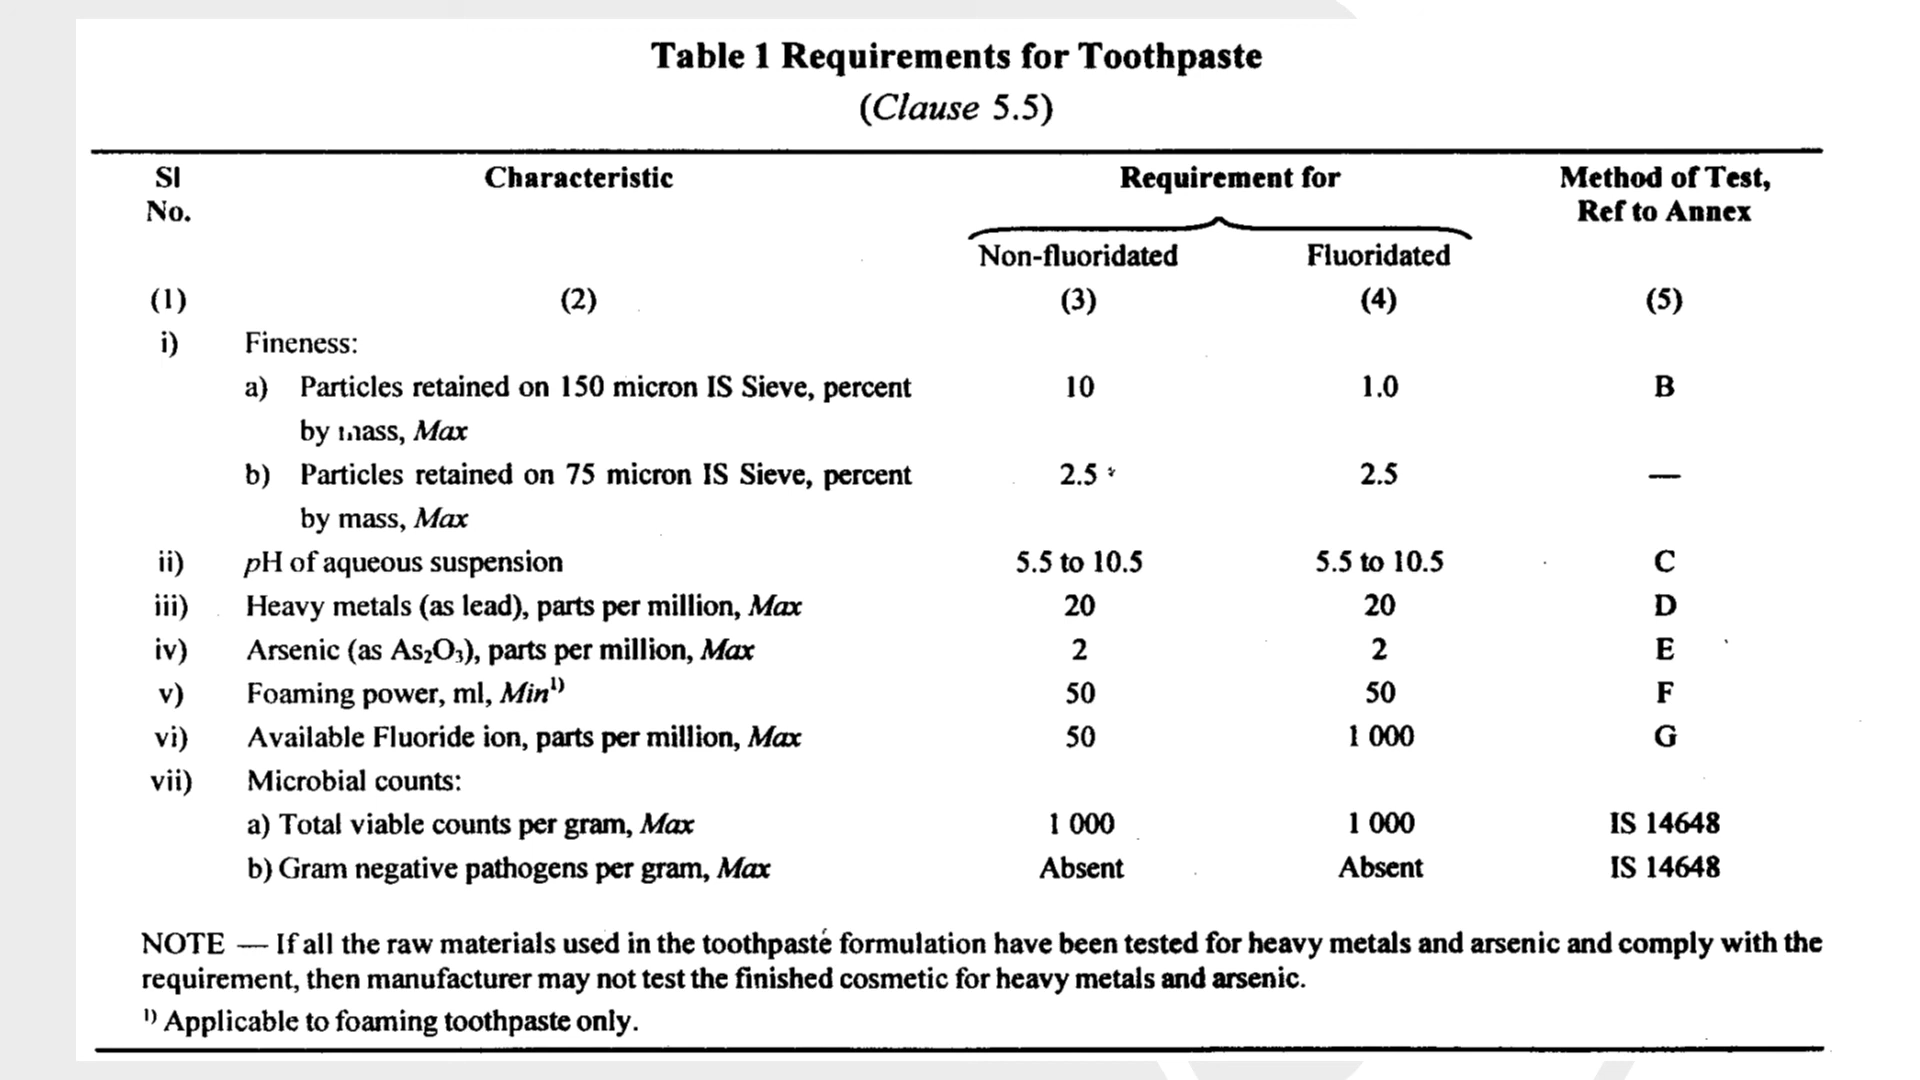 Table 1 Requirements for Toothpaste
(Clause 5.5)
Sl No. Characteristic Requirement for Method of Test, Ref to Annex
Non-fluoridated Fluoridated
(1) (2) (3) (4) (5)
i) Fineness:
a) Particles retained on 150 micron IS Sieve, percent 10 1.0 B
by mass, Max
b) Particles retained on 75 micron IS Sieve, percent 2.5 2.5 —
by mass, Max
ii) pH of aqueous suspension 5.5 to 10.5 5.5 to 10.5 C
iii) Heavy metals (as lead), parts per million, Max 20 20 D
iv) Arsenic (as As₂O₃), parts per million, Max 2 2 E
v) Foaming power, ml, Min¹⁾ 50 50 F
vi) Available Fluoride ion, parts per million, Max 50 1 000 G
vii) Microbial counts:
a) Total viable counts per gram, Max 1 000 1 000 IS 14648
b) Gram negative pathogens per gram, Max Absent Absent IS 14648
NOTE — If all the raw materials used in the toothpaste formulation have been tested for heavy metals and arsenic and comply with the
requirement, then manufacturer may not test the finished cosmetic for heavy metals and arsenic.
¹⁾ Applicable to foaming toothpaste only.